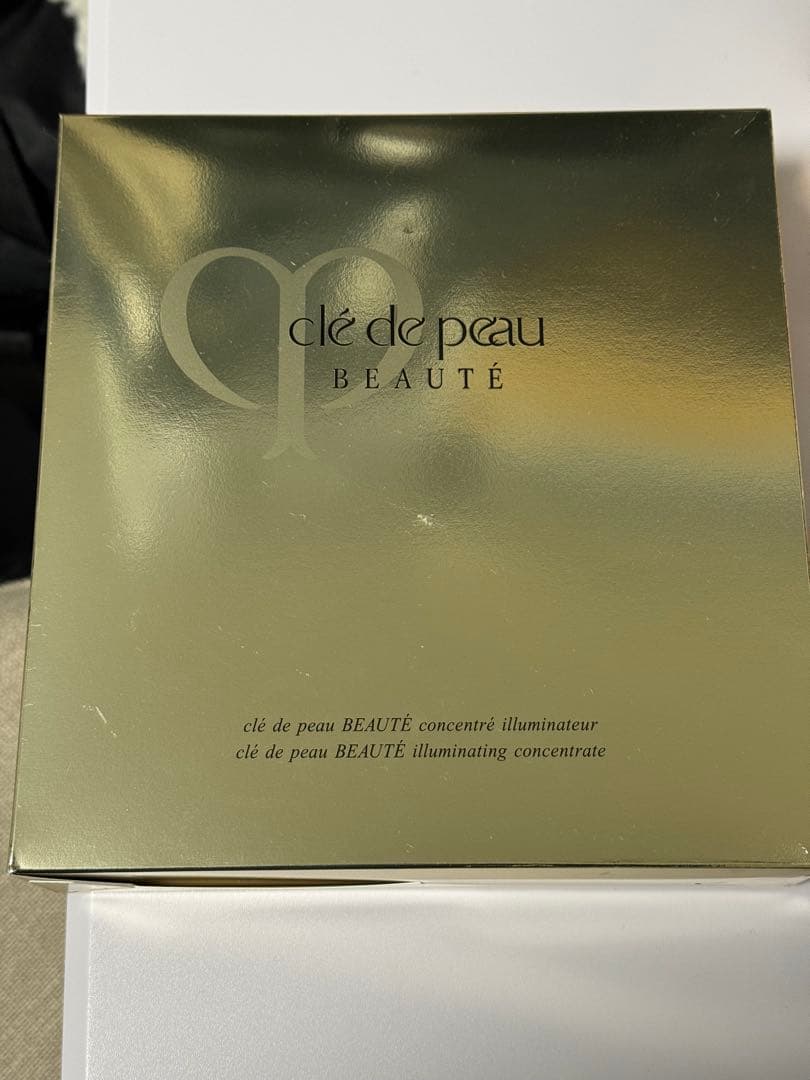 clé de peau
BEAUTÉ
clé de peau BEAUTÉ concentré illuminateur
clé de peau BEAUTÉ illuminating concentrate